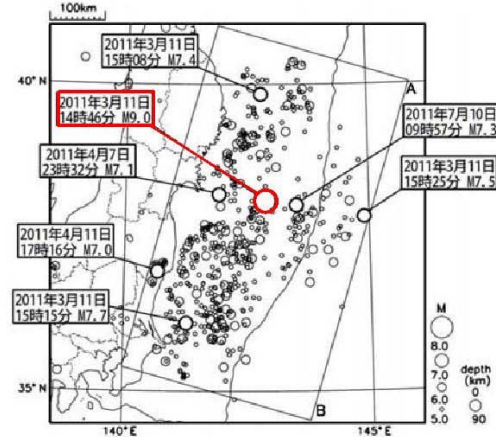 100km
2011年3月11日
15時08分 M7.4
40°N
A
2011年3月11日
14時46分 M9.0
2011年7月10日
09時57分 M7.3
2011年4月7日
23時32分 M7.1
2011年3月11日
15時25分 M7.5
2011年4月11日
17時16分 M7.0
2011年3月11日
15時15分 M7.7
M
8.0
7.0
6.0
5.0
depth
(km)
0
90
35°N
B
140°E
145°E